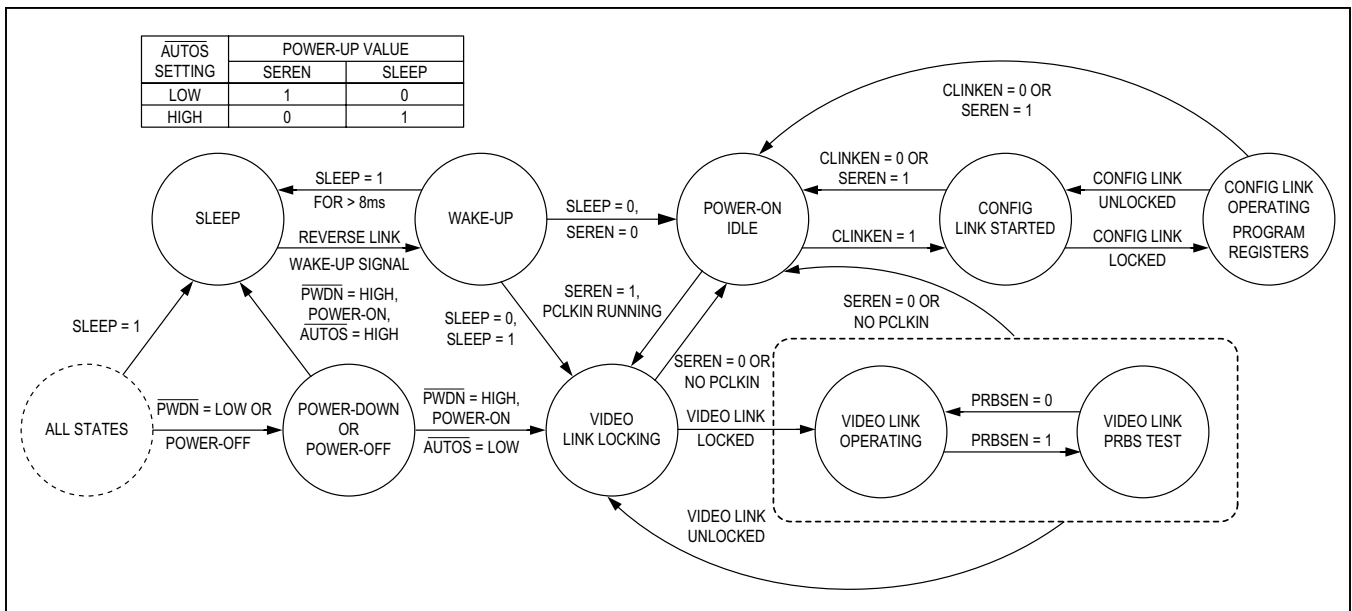 AUTOS
SETTING
POWER-UP VALUE
SEREN
SLEEP
LOW
1
0
HIGH
0
1
CLINKEN = 0 OR
SEREN = 1
SLEEP
SLEEP = 1
FOR > 8ms
REVERSE LINK
WAKE-UP SIGNAL
WAKE-UP
SLEEP = 0,
SEREN = 0
POWER-ON
IDLE
CLINKEN = 0 OR
SEREN = 1
CLINKEN = 1
CONFIG
LINK STARTED
CONFIG LINK
UNLOCKED
CONFIG LINK
LOCKED
CONFIG LINK
OPERATING
PROGRAM
REGISTERS
SLEEP = 1
PWDN = HIGH,
POWER-ON,
AUTOS = HIGH
SLEEP = 0,
SLEEP = 1
SEREN = 1,
PCLKIN RUNNING
SEREN = 0 OR
NO PCLKIN
SEREN = 0 OR
NO PCLKIN
ALL STATES
PWDN = LOW OR
POWER-OFF
POWER-DOWN
OR
POWER-OFF
PWDN = HIGH,
POWER-ON
AUTOS = LOW
VIDEO
LINK LOCKING
VIDEO LINK
LOCKED
VIDEO LINK
OPERATING
PRBSEN = 0
PRBSEN = 1
VIDEO LINK
PRBS TEST
VIDEO LINK
UNLOCKED